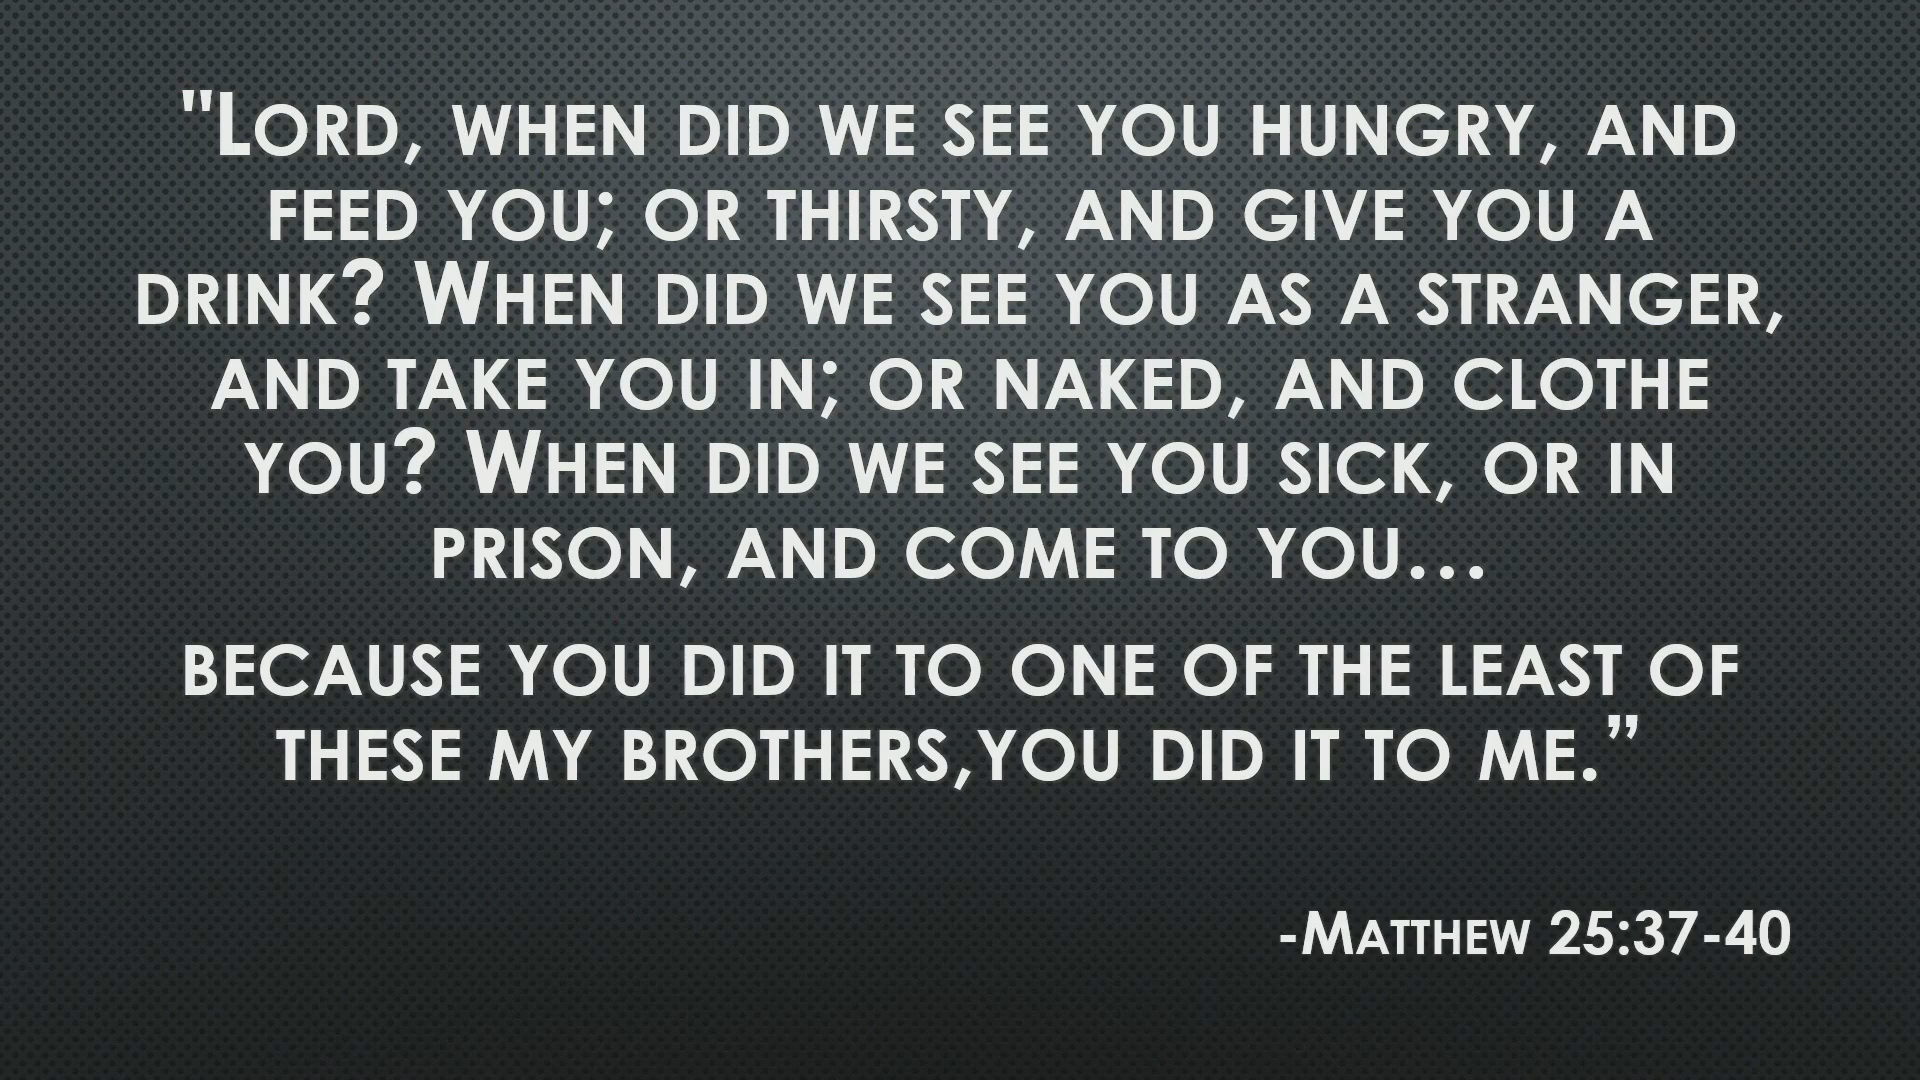 "Lord, when did we see you hungry, and
feed you; or thirsty, and give you a
drink? When did we see you as a stranger,
and take you in; or naked, and clothe
you? When did we see you sick, or in
prison, and come to you…
because you did it to one of the least of
these my brothers,you did it to me.”
-Matthew 25:37-40